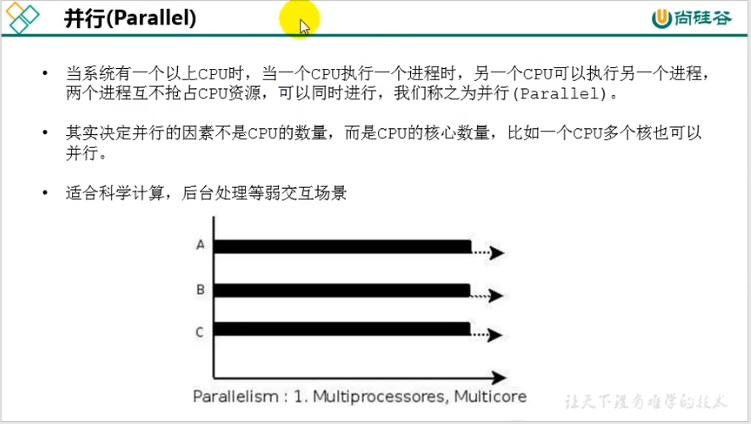 并行(Parallel)
尚硅谷
• 当系统有一个以上CPU时，当一个CPU执行一个进程时，另一个CPU可以执行另一个进程，
两个进程互不抢占CPU资源，可以同时进行，我们称之为并行(Parallel)。
• 其实决定并行的因素不是CPU的数量，而是CPU的核心数量，比如一个CPU多个核也可以
并行。
• 适合科学计算，后台处理等弱交互场景
A
B
C
Parallelism : 1. Multiprocessores, Multicore
让天下没有难学的技术